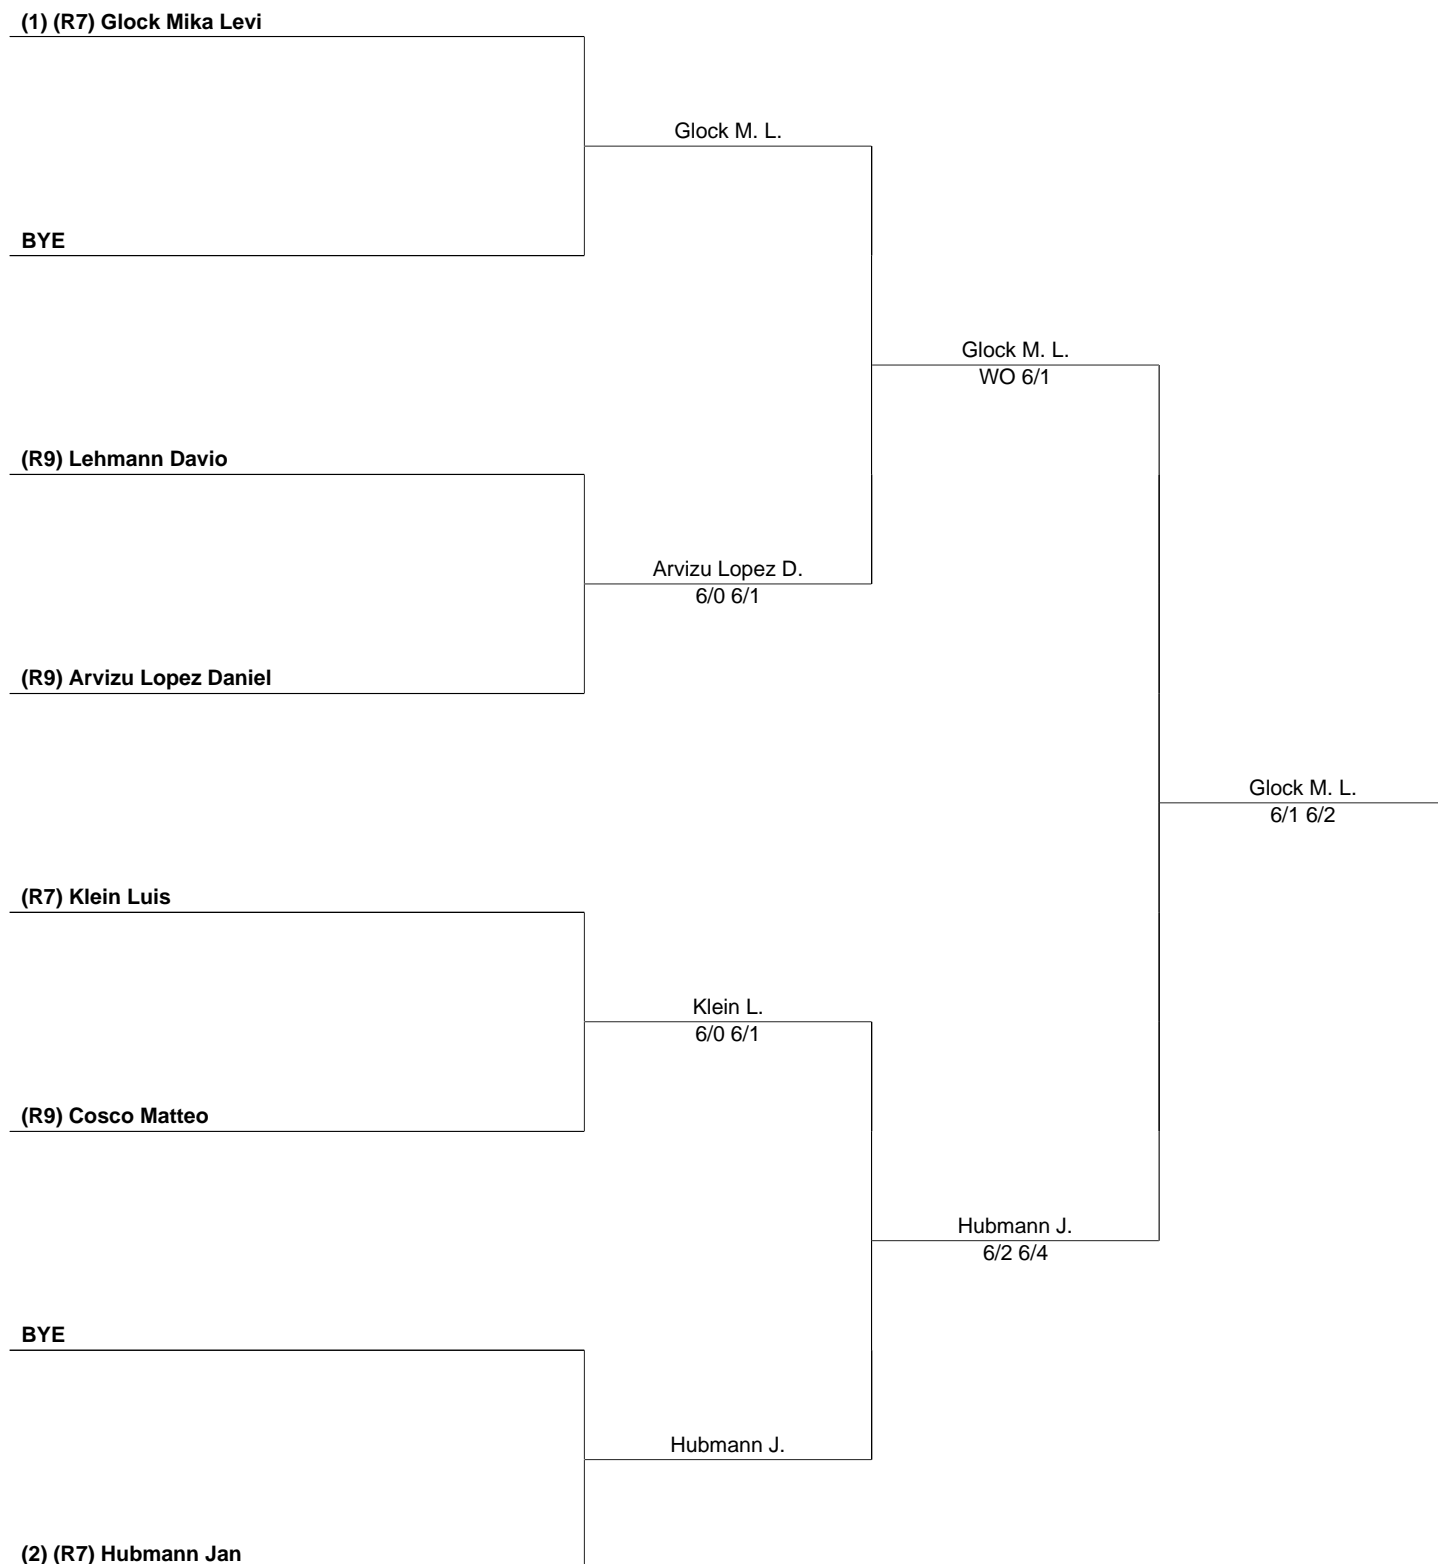 (1) (R7) Glock Mika Levi
Glock M. L.
BYE
Glock M. L.
WO 6/1
(R9) Lehmann Davio
Arvizu Lopez D.
6/0 6/1
(R9) Arvizu Lopez Daniel
Glock M. L.
6/1 6/2
(R7) Klein Luis
Klein L.
6/0 6/1
(R9) Cosco Matteo
Hubmann J.
6/2 6/4
BYE
Hubmann J.
(2) (R7) Hubmann Jan